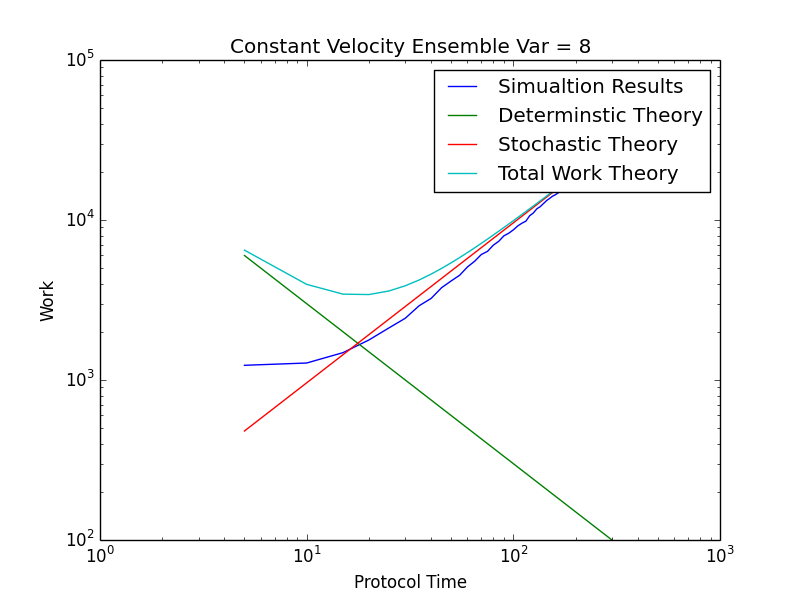 Constant Velocity Ensemble Var = 8
10^5
10^4
10^3
10^2
Work
Simualtion Results
Determinstic Theory
Stochastic Theory
Total Work Theory
10^0 10^1 10^2 10^3
Protocol Time